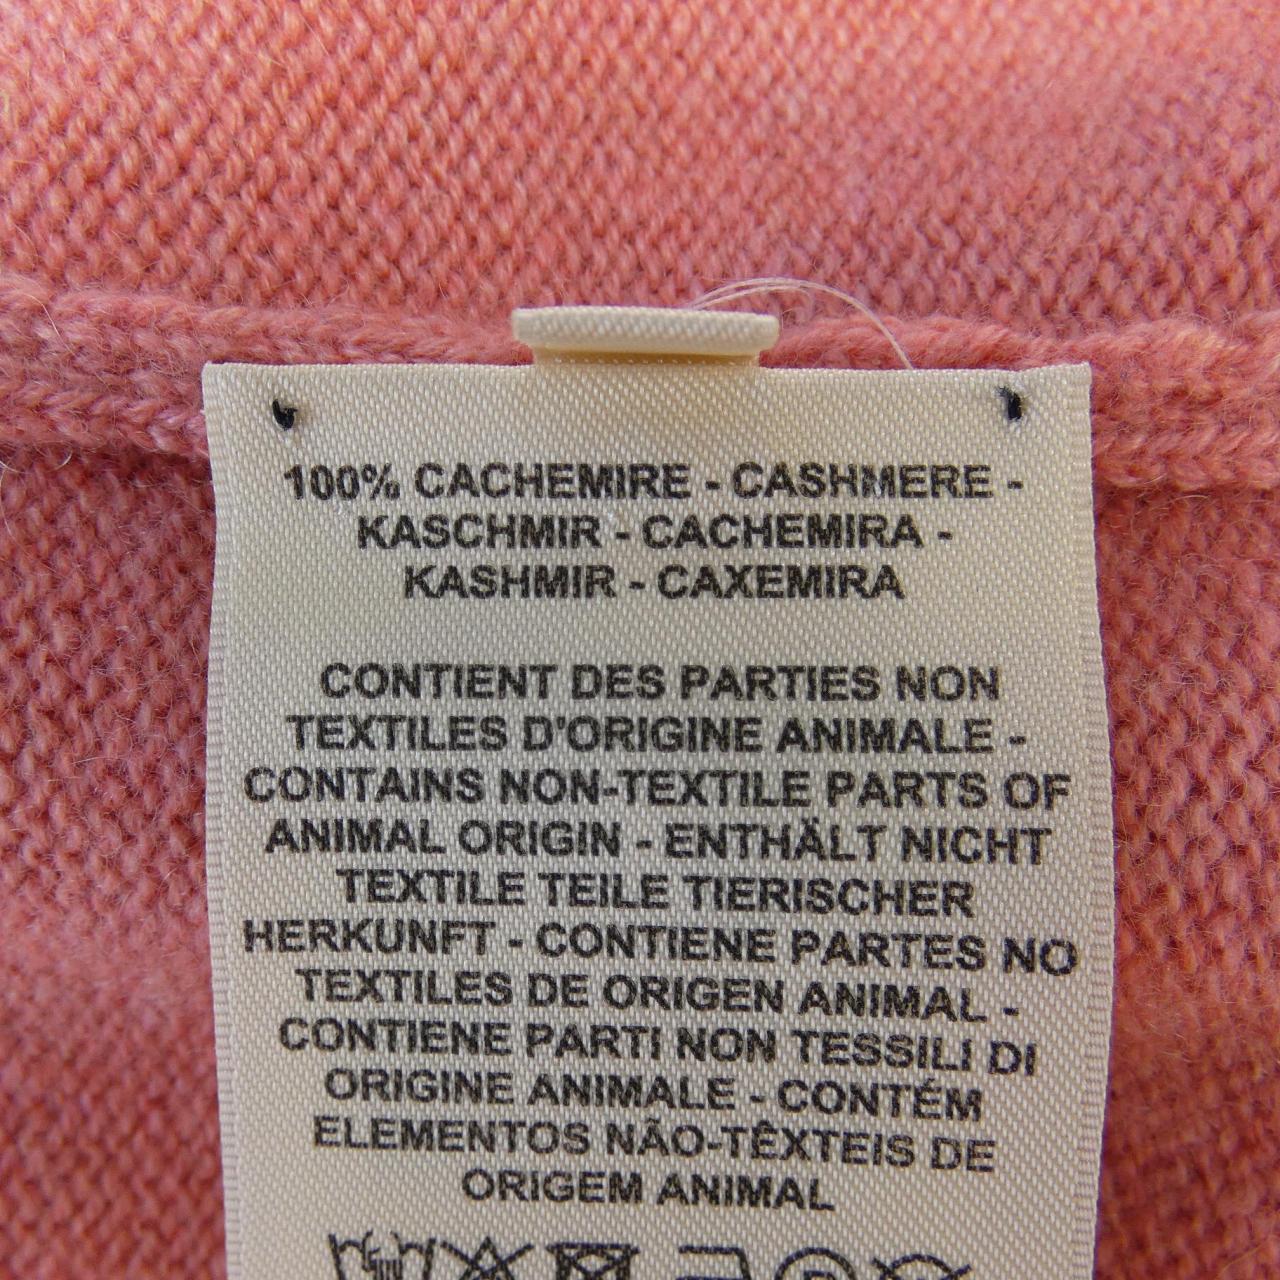 100% CACHEMIRE - CASHMERE -
KASCHMIR - CACHEMIRA -
KASHMIR - CAXEMIRA
CONTIENT DES PARTIES NON
TEXTILES D'ORIGINE ANIMALE -
CONTAINS NON-TEXTILE PARTS OF
ANIMAL ORIGIN - ENTHÄLT NICHT
TEXTILE TEILE TIERISCHER
HERKUNFT - CONTIENE PARTES NO
TEXTILES DE ORIGEN ANIMAL -
CONTIENE PARTI NON TESSILI DI
ORIGINE ANIMALE - CONTÉM
ELEMENTOS NÃO-TÊXTEIS DE
ORIGEM ANIMAL